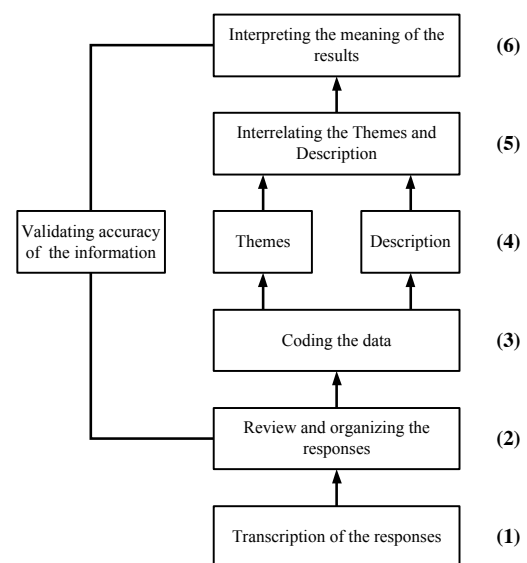 Interpreting the meaning of the
results
(6)
Interrelating the Themes and
Description
(5)
Validating accuracy
of the information
Themes
Description
(4)
Coding the data
(3)
Review and organizing the
responses
(2)
Transcription of the responses
(1)